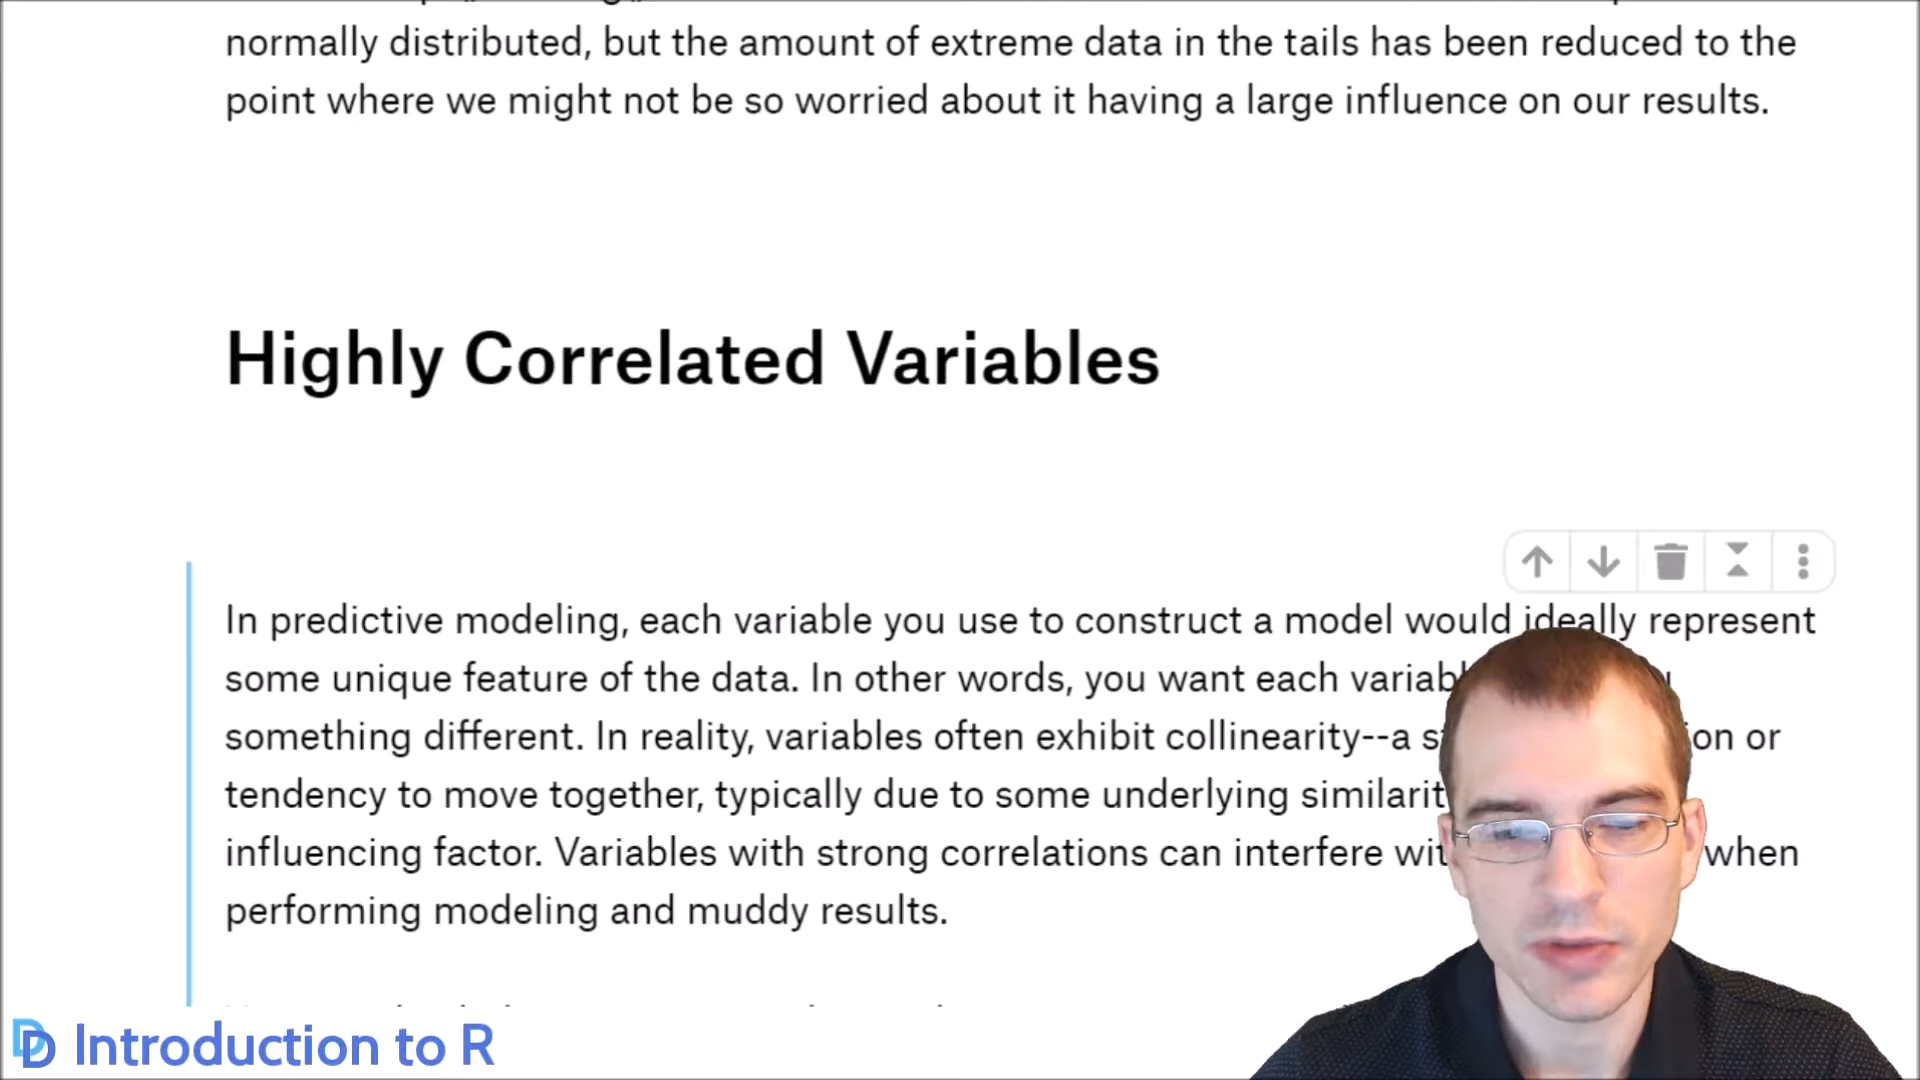 normally distributed, but the amount of extreme data in the tails has been reduced to the
point where we might not be so worried about it having a large influence on our results.
Highly Correlated Variables
In predictive modeling, each variable you use to construct a model would ideally represent
some unique feature of the data. In other words, you want each
something different. In reality, variables often exhibit collinearity--a or
tendency to move together, typically due to some underlying
influencing factor. Variables with strong correlations can interfere when
performing modeling and muddy results.
Introduction to R